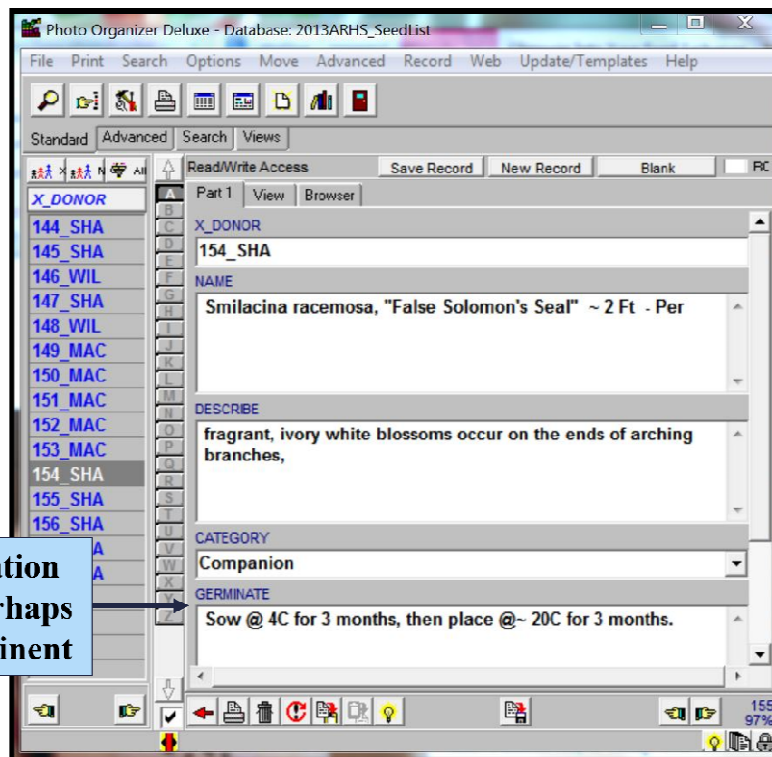 Photo Organizer Deluxe - Database: 2013ARHS_SeedList
File Print Search Options Move Advanced Record Web Update/Templates Help
Standard Advanced Search Views
X N All
Read/Write Access Save Record New Record Blank RC
X_DONOR
Part 1 View Browser
144_SHA
145_SHA
146_WIL
147_SHA
148_WIL
149_MAC
150_MAC
151_MAC
152_MAC
153_MAC
154_SHA
155_SHA
156_SHA
A
A
A
B
C
D
E
F
G
H
I
J
K
L
M
N
O
P
Q
R
S
T
U
V
W
X
Y
Z
X_DONOR
154_SHA
NAME
Smilacina racemosa, "False Solomon's Seal" ~ 2 Ft - Per
DESCRIBE
fragrant, ivory white blossoms occur on the ends of arching
branches,
CATEGORY
Companion
GERMINATE
Sow @ 4C for 3 months, then place @~ 20C for 3 months.
ation
rhaps
inent
155
97%